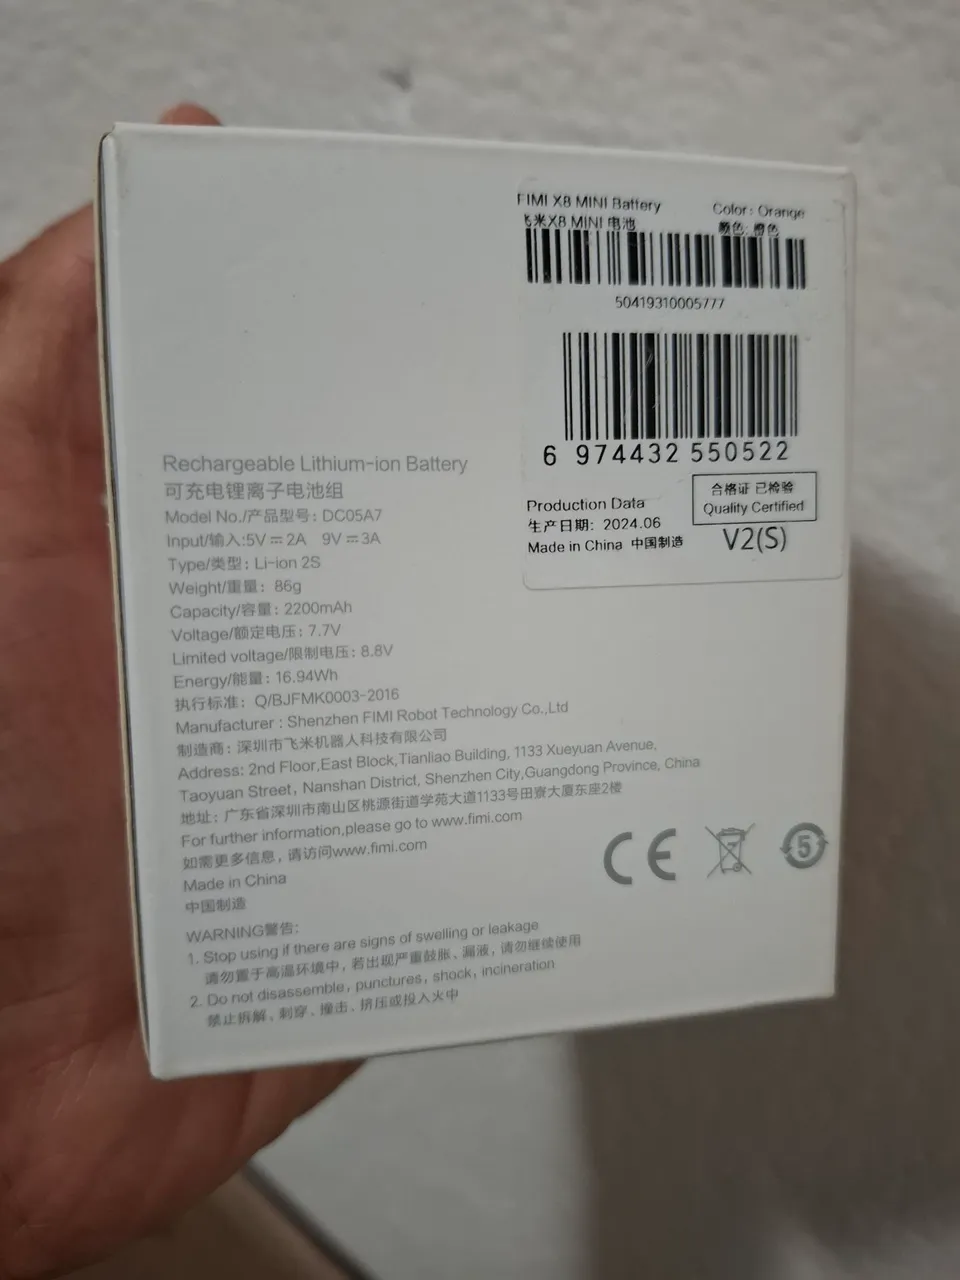 FIMI X8 MINI Battery
Color: Orange
飞米X8 MINI 电池
颜色: 橙色
50419310005777
6 974432 550522
Production Data
生产日期: 2024.06
Made in China 中国制造
合格证 已检验
Quality Certified
V2(S)
Rechargeable Lithium-ion Battery
可充电锂离子电池组
Model No./产品型号: DC05A7
Input/输入:5V⎓2A 9V⎓3A
Type/类型: Li-ion 2S
Weight/重量: 86g
Capacity/容量: 2200mAh
Voltage/额定电压: 7.7V
Limited voltage/限制电压: 8.8V
Energy/能量: 16.94Wh
执行标准: Q/BJFMK0003-2016
Manufacturer : Shenzhen FIMI Robot Technology Co.,Ltd
制造商: 深圳市飞米机器人科技有限公司
Address: 2nd Floor,East Block,Tianliao Building, 1133 Xueyuan Avenue,
Taoyuan Street, Nanshan District, Shenzhen City,Guangdong Province, China
地址: 广东省深圳市南山区桃源街道学苑大道1133号田寮大厦东座2楼
For further information,please go to www.fimi.com
如需更多信息, 请访问www.fimi.com
Made in China
中国制造
CE
5
WARNING警告:
1. Stop using if there are signs of swelling or leakage
请勿置于高温环境中, 若出现严重鼓胀、漏液, 请勿继续使用
2. Do not disassemble, punctures, shock, incineration
禁止拆解、刺穿、撞击、挤压或投入火中